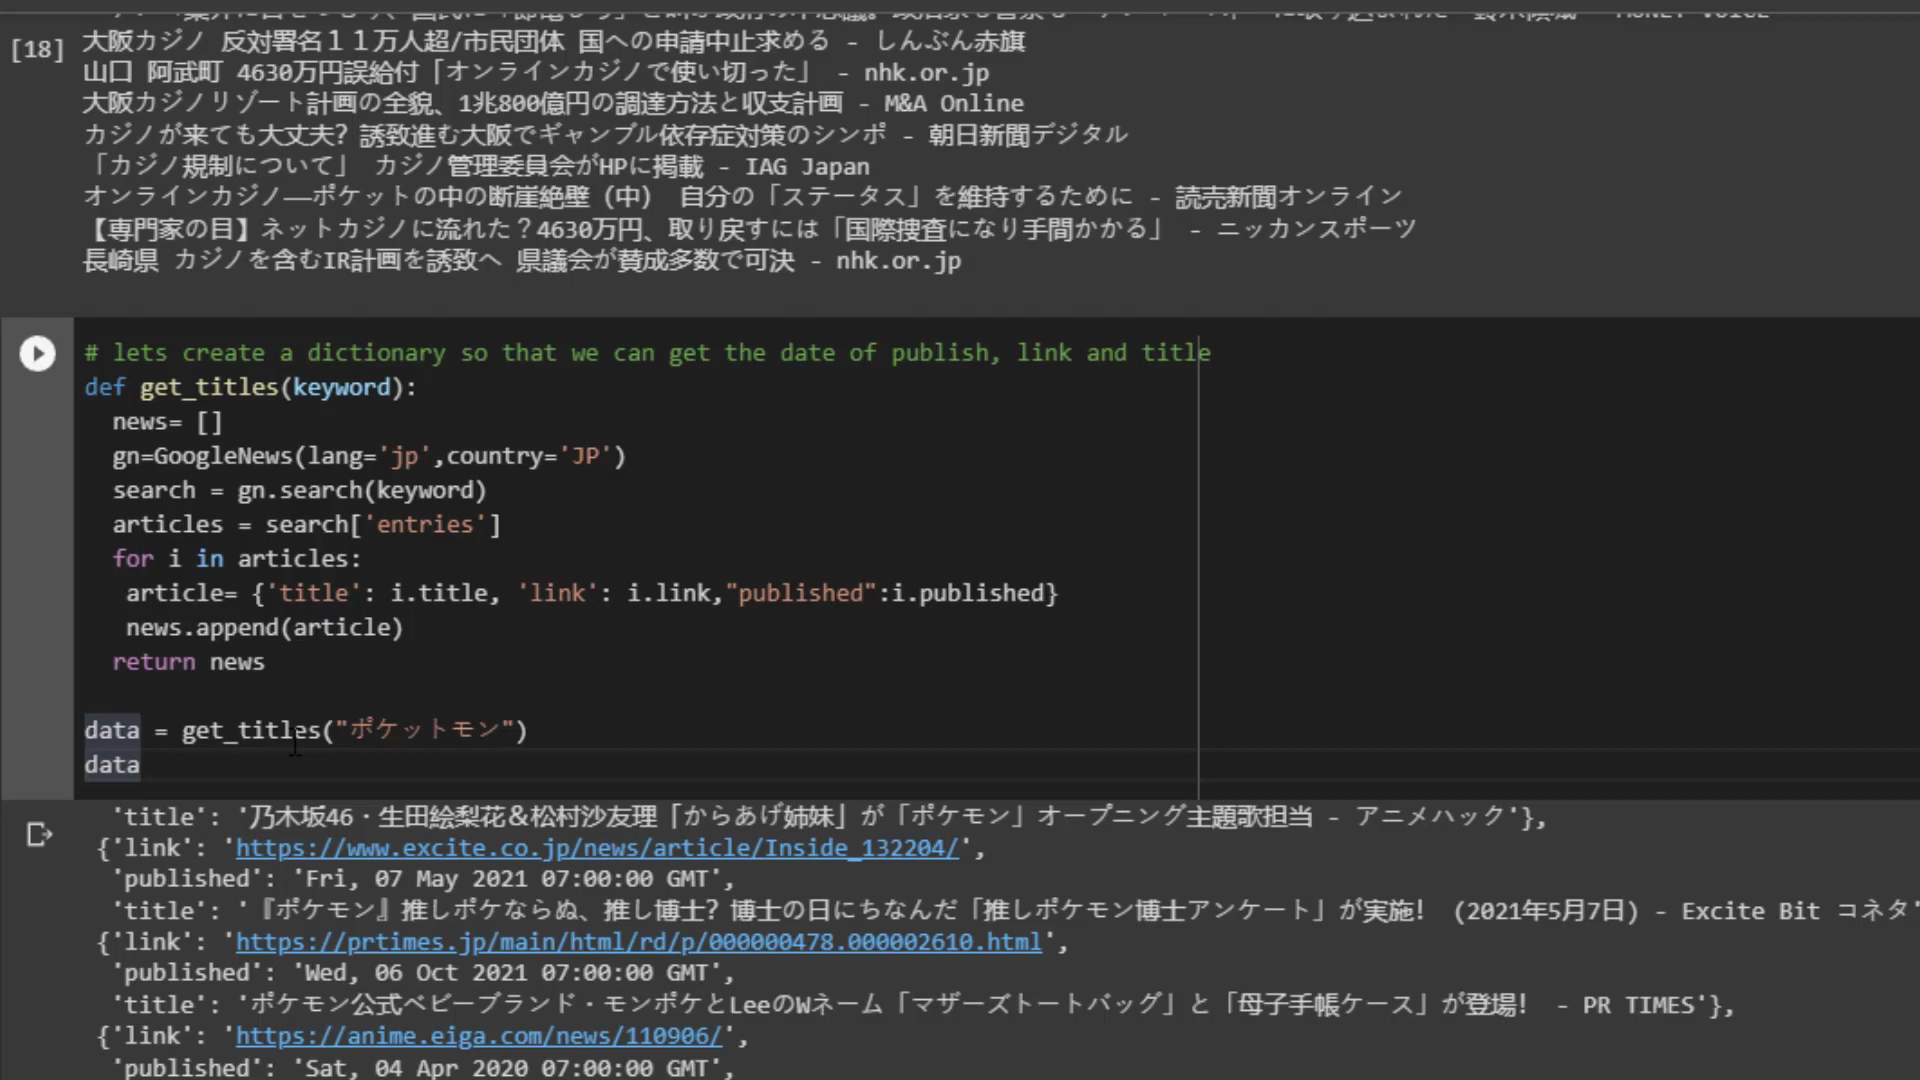 [18]
大阪カジノ 反対署名１１万人超/市民団体 国への申請中止求める - しんぶん赤旗
山口 阿武町 4630万円誤給付「オンラインカジノで使い切った」 - nhk.or.jp
大阪カジノリゾート計画の全貌、1兆800億円の調達方法と収支計画 - M&A Online
カジノが来ても大丈夫? 誘致進む大阪でギャンブル依存症対策のシンポ - 朝日新聞デジタル
「カジノ規制について」 カジノ管理委員会がHPに掲載 - IAG Japan
オンラインカジノ―ポケットの中の断崖絶壁（中） 自分の「ステータス」を維持するために - 読売新聞オンライン
【専門家の目】ネットカジノに流れた？4630万円、取り戻すには「国際捜査になり手間かかる」 - ニッカンスポーツ
長崎県 カジノを含むIR計画を誘致へ 県議会が賛成多数で可決 - nhk.or.jp
# lets create a dictionary so that we can get the date of publish, link and title
def get_titles(keyword):
news= []
gn=GoogleNews(lang='jp',country='JP')
search = gn.search(keyword)
articles = search['entries']
for i in articles:
article= {'title': i.title, 'link': i.link,"published":i.published}
news.append(article)
return news
data = get_titles("ポケットモン")
data
'title': '乃木坂46・生田絵梨花＆松村沙友理「からあげ姉妹」が「ポケモン」オープニング主題歌担当 - アニメハック'},
{'link': 'https://www.excite.co.jp/news/article/Inside_132204/',
'published': 'Fri, 07 May 2021 07:00:00 GMT',
'title': '『ポケモン』推しポケならぬ、推し博士? 博士の日にちなんだ「推しポケモン博士アンケート」が実施! (2021年5月7日) - Excite Bit コネタ'
{'link': 'https://prtimes.jp/main/html/rd/p/000000478.000002610.html',
'published': 'Wed, 06 Oct 2021 07:00:00 GMT',
'title': 'ポケモン公式ベビーブランド・モンポケとLeeのWネーム「マザーズトートバッグ」と「母子手帳ケース」が登場! - PR TIMES'},
{'link': 'https://anime.eiga.com/news/110906/',
'published': 'Sat, 04 Apr 2020 07:00:00 GMT',